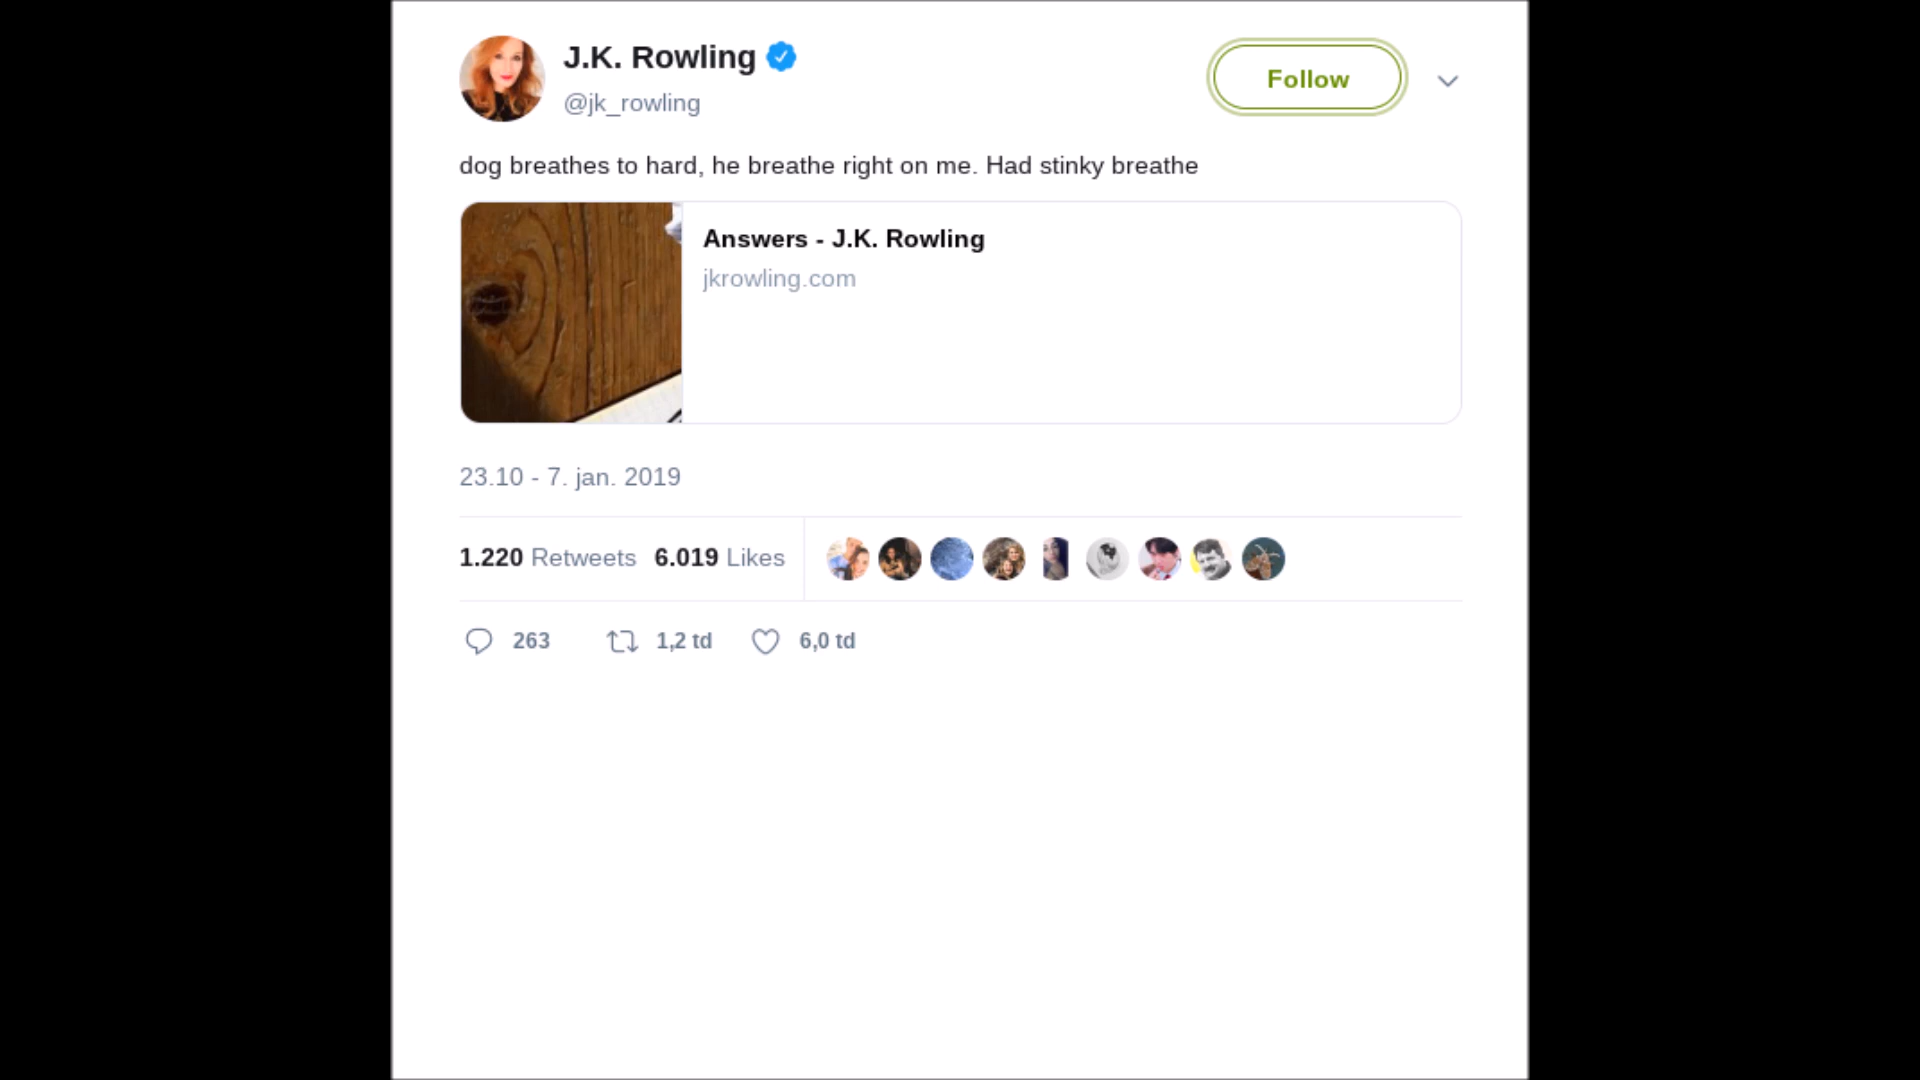 J.K. Rowling
@jk_rowling
Follow
dog breathes to hard, he breathe right on me. Had stinky breathe
Answers - J.K. Rowling
jkrowling.com
23.10 - 7. jan. 2019
1.220 Retweets 6.019 Likes
263 1,2 td 6,0 td